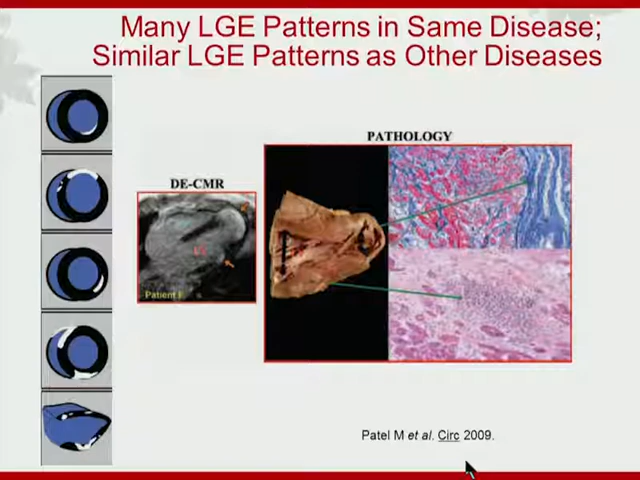 Many LGE Patterns in Same Disease;
Similar LGE Patterns as Other Diseases
PATHOLOGY
DE-CMR
Patient
Patel M et al. Circ 2009.